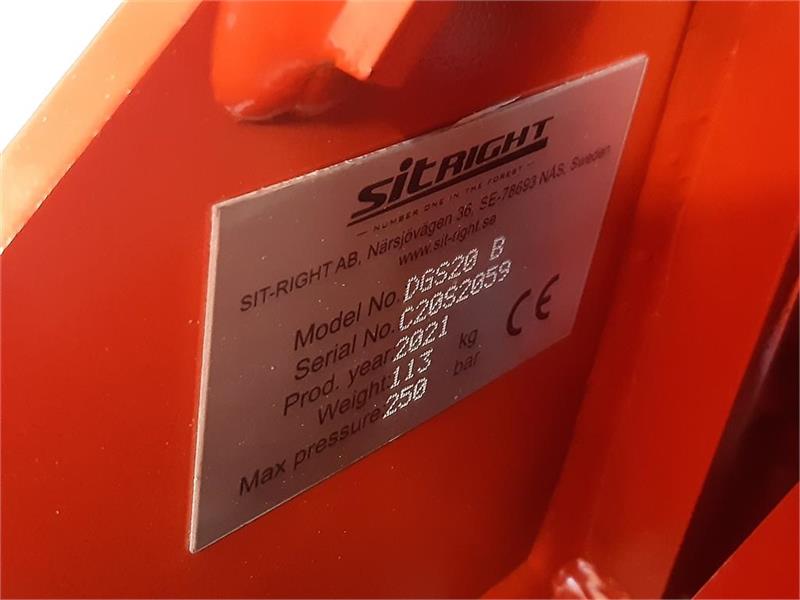 sitRIGHT
— NUMBER ONE IN THE FOREST —
SIT-RIGHT AB, Närsjövägen 36, SE-78693 NÅS, Sweden
www.sit-right.se
Model No. DGS20 B
Serial No. C20S2059
Prod. year: 2021
Weight: 113 kg
Max pressure: 250 bar
CE